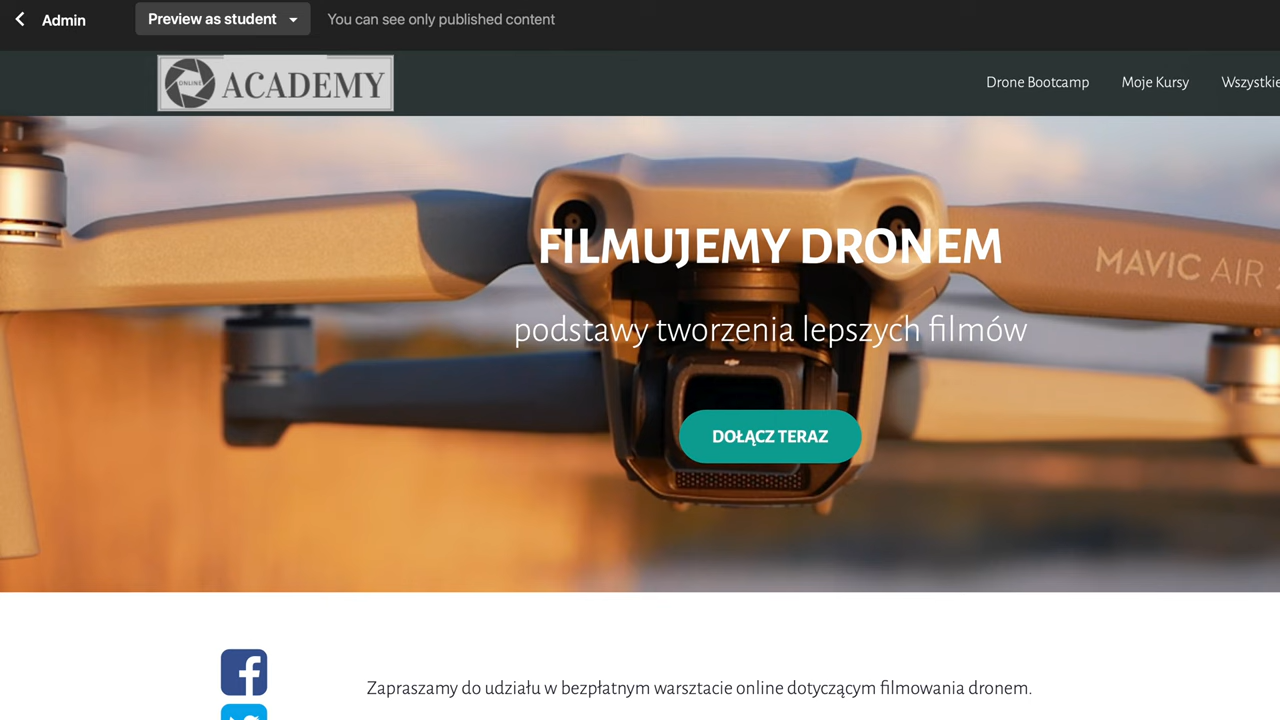 Admin
Preview as student
You can see only published content
ONLINE
ACADEMY
Drone Bootcamp
Moje Kursy
Wszystkie
MAVIC AIR
FILMUJEMY DRONEM
podstawy tworzenia lepszych filmów
DOŁĄCZ TERAZ
Zapraszamy do udziału w bezpłatnym warsztacie online dotyczącym filmowania dronem.